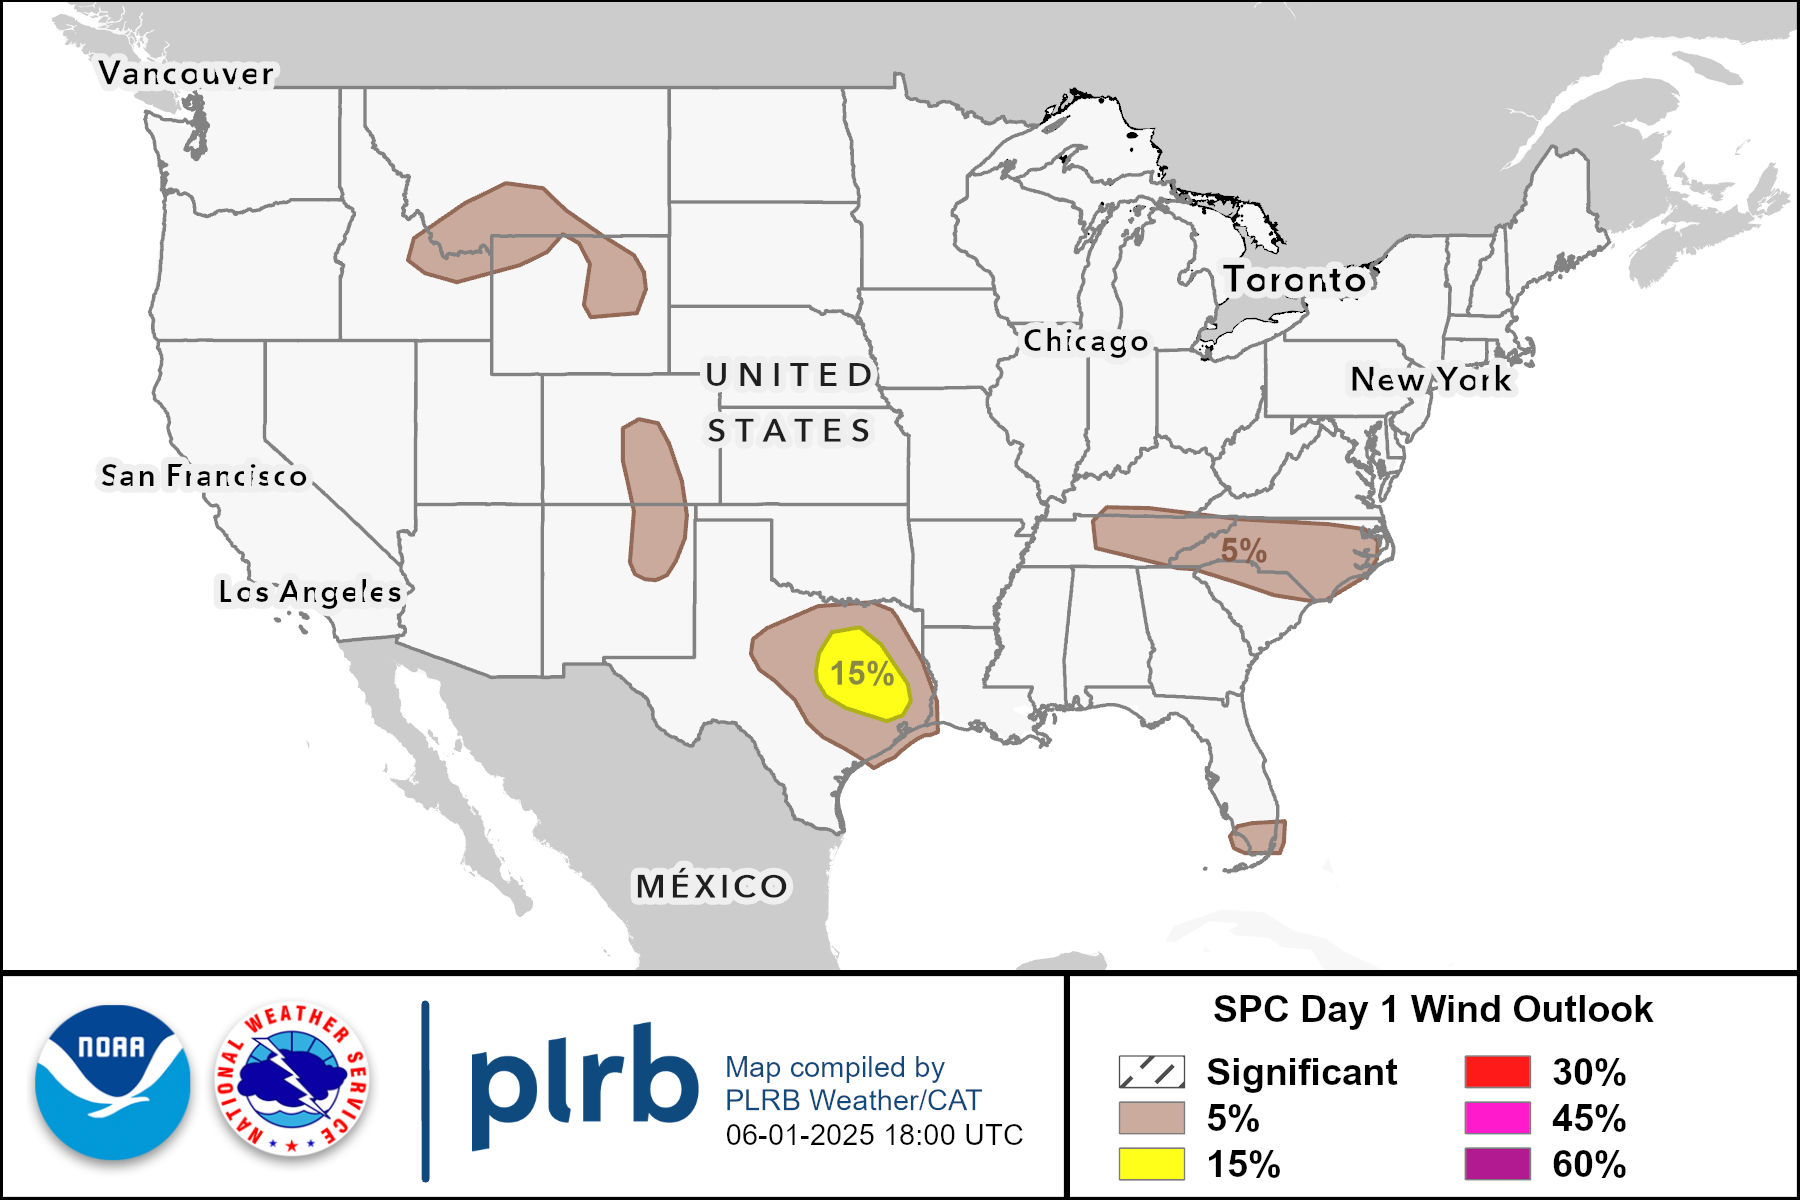 Vancouver
Toronto
Chicago
UNITED
New York
STATES
San Francisco
5%
Los Angeles
15%
MÉXICO
NOAA
NATIONAL WEATHER SERVICE
plrb
Map compiled by
PLRB Weather/CAT
06-01-2025 18:00 UTC
SPC Day 1 Wind Outlook
Significant
5%
15%
30%
45%
60%